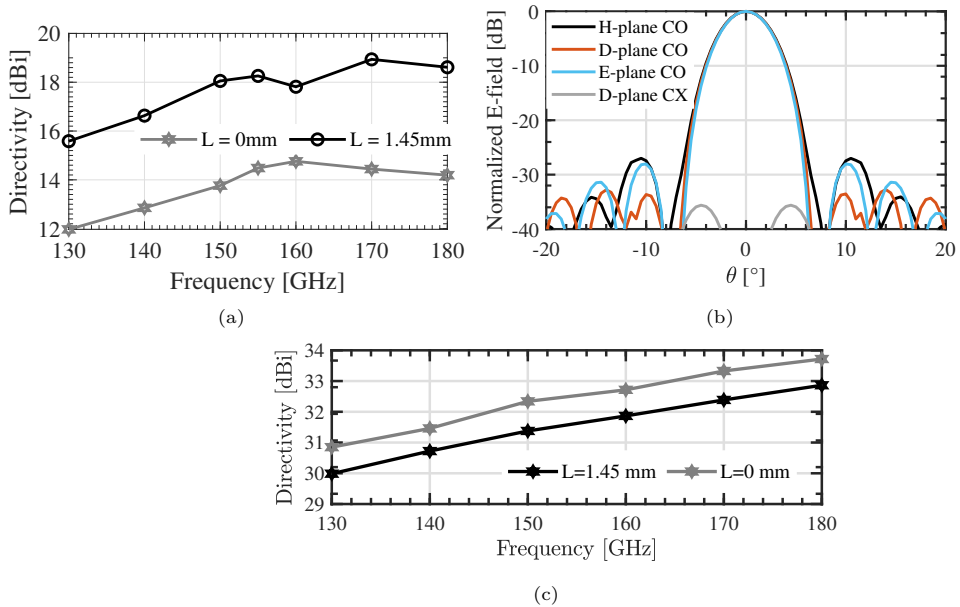 20
18
16
14
12
Directivity [dBi]
L = 0mm
L = 1.45mm
130 140 150 160 170 180
Frequency [GHz]
(a)
0
-10
-20
-30
-40
Normalized E-field [dB]
H-plane CO
D-plane CO
E-plane CO
D-plane CX
-20 -10 0 10 20
θ [°]
(b)
34
33
32
31
30
29
Directivity [dBi]
L=1.45 mm
L=0 mm
130 140 150 160 170 180
Frequency [GHz]
(c)